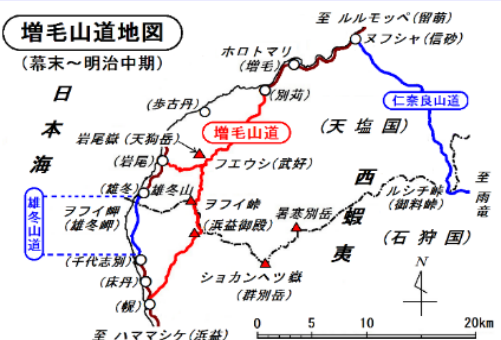 増毛山道地図
(幕末～明治中期)
至 ルルモッペ(留萌)
ヌフシャ(信砂)
ホロトマリ
(増毛)
日本海
(歩古丹)
(別苅)
仁奈良山道
増毛山道
(天塩国)
岩尾嶽(天狗岳)
(岩尾)
フエウシ(武好)
西蝦夷
至雨竜
ルシチ峠
(御料峠)
(雄冬)
雄冬山
雄冬山道
ヲフイ岬
(雄冬岬)
ヲフイ峠
(浜益御殿)
暑寒別岳
(石狩国)
(千代志別)
ショカンヘツ嶽
(群別岳)
N
(床丹)
(幌)
至 ハママシケ(浜益)
0 5 10 20km